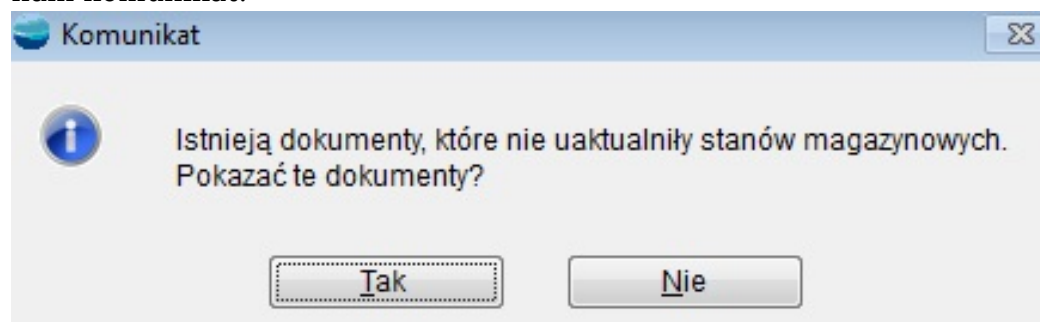 Komunikat
Istnieją dokumenty, które nie uaktualniły stanów magazynowych.
Pokazać te dokumenty?
Tak
Nie